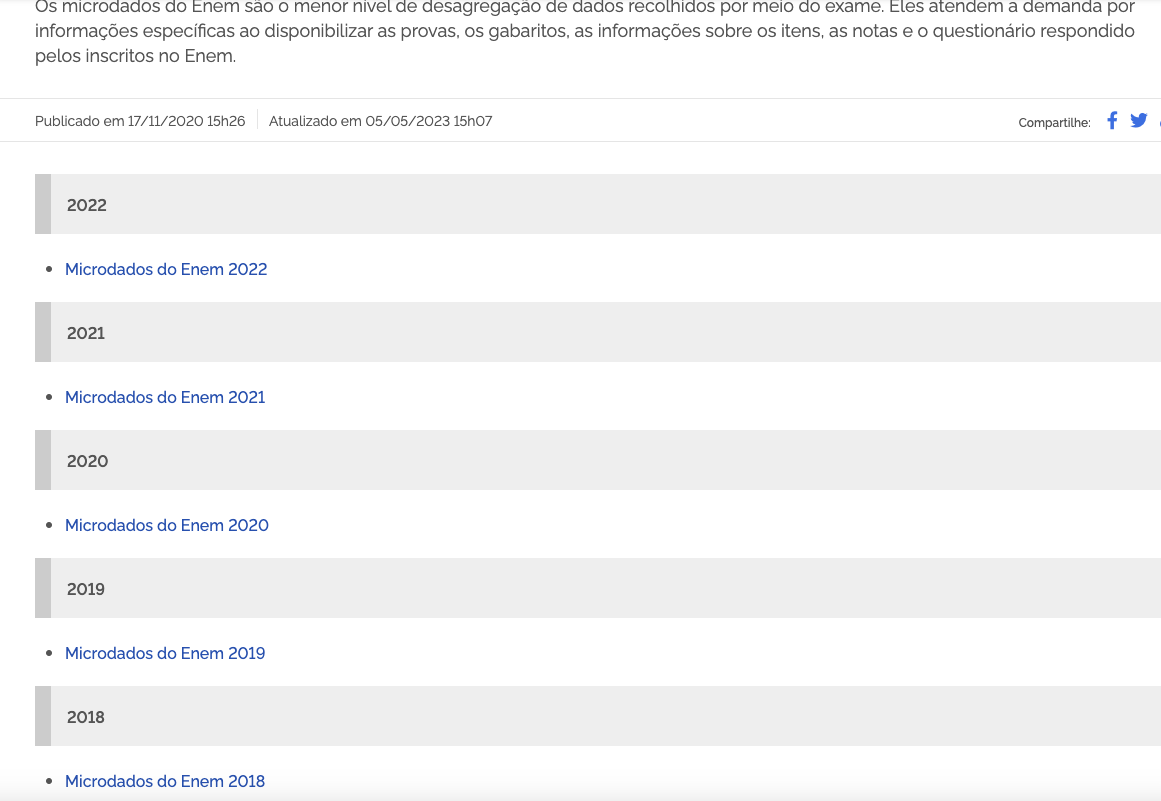 Os microdados do Enem são o menor nível de desagregação de dados recolhidos por meio do exame. Eles atendem a demanda por
informações específicas ao disponibilizar as provas, os gabaritos, as informações sobre os itens, as notas e o questionário respondido
pelos inscritos no Enem.
Publicado em 17/11/2020 15h26 Atualizado em 05/05/2023 15h07 Compartilhe:
2022
Microdados do Enem 2022
2021
Microdados do Enem 2021
2020
Microdados do Enem 2020
2019
Microdados do Enem 2019
2018
Microdados do Enem 2018